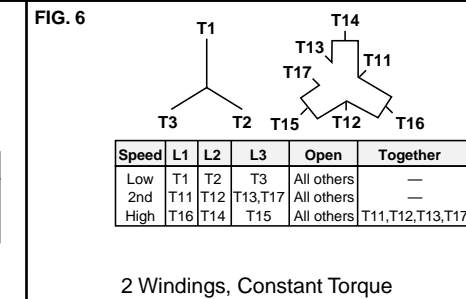 FIG. 6
T1
T3
T2
T14
T13
T11
T17
T15
T12
T16
Speed L1 L2 L3 Open Together
Low T1 T2 T3 All others —
2nd T11 T12 T13,T17 All others —
High T16 T14 T15 All others T11,T12,T13,T17
2 Windings, Constant Torque